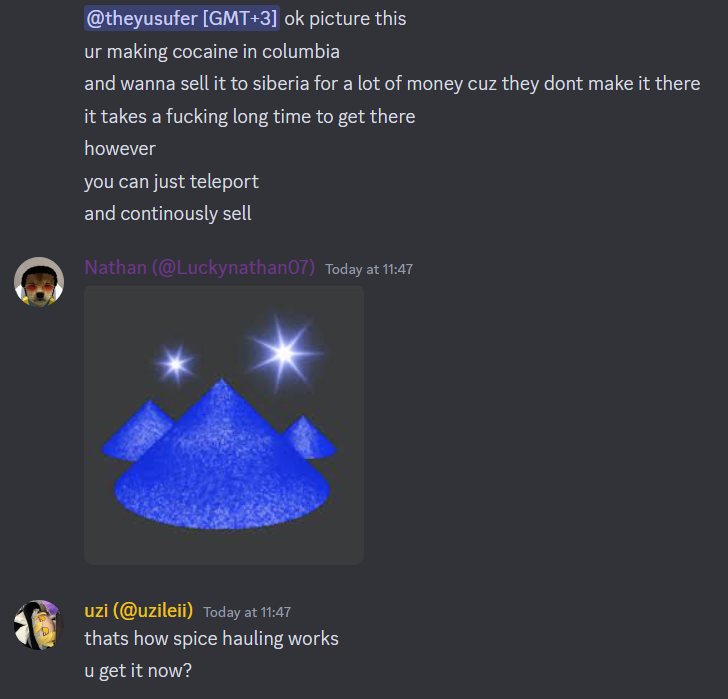 @theyusufer [GMT+3] ok picture this
ur making cocaine in columbia
and wanna sell it to siberia for a lot of money cuz they dont make it there
it takes a fucking long time to get there
however
you can just teleport
and continously sell
Nathan (@Luckynathan07) Today at 11:47
uzi (@uzileii) Today at 11:47
thats how spice hauling works
u get it now?